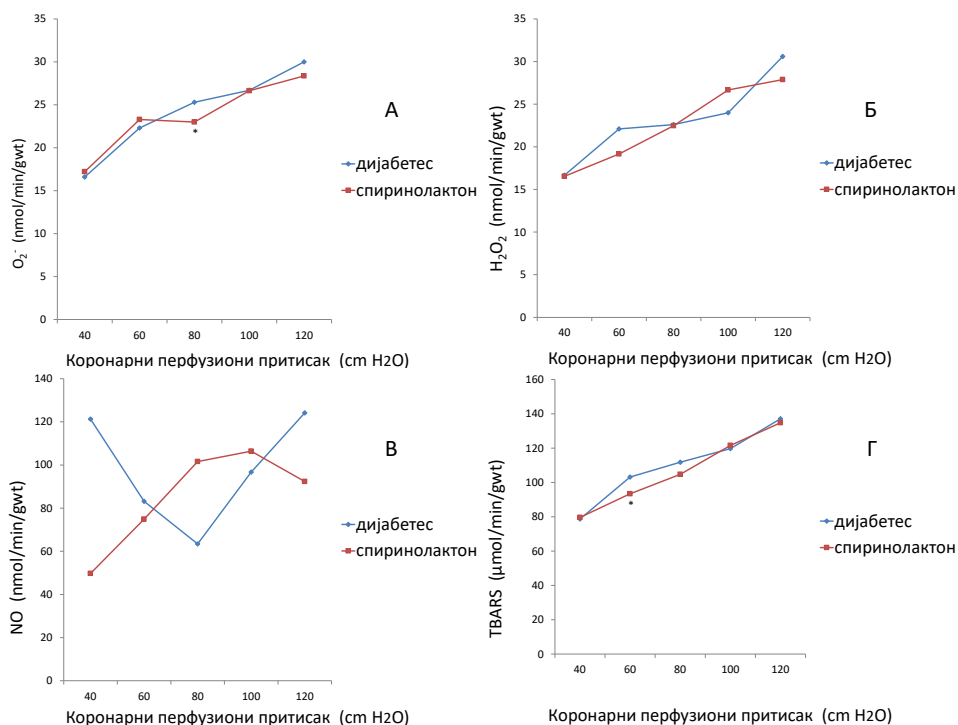 35
30
25
20
15
10
5
0
O₂⁻ (nmol/min/gwt)
А
*
дијабетес
спиринолактон
40 60 80 100 120
Коронарни перфузиони притисак (cm H2O)
35
30
25
20
15
10
5
0
H₂O₂ (nmol/min/gwt)
Б
дијабетес
спиринолактон
40 60 80 100 120
Коронарни перфузиони притисак (cm H2O)
140
120
100
80
60
40
20
0
NO (nmol/min/gwt)
В
дијабетес
спиринолактон
40 60 80 100 120
Коронарни перфузиони притисак (cm H2O)
160
140
120
100
80
60
40
20
0
TBARS (μmol/min/gwt)
Г
*
дијабетес
спиринолактон
40 60 80 100 120
Коронарни перфузиони притисак (cm H2O)